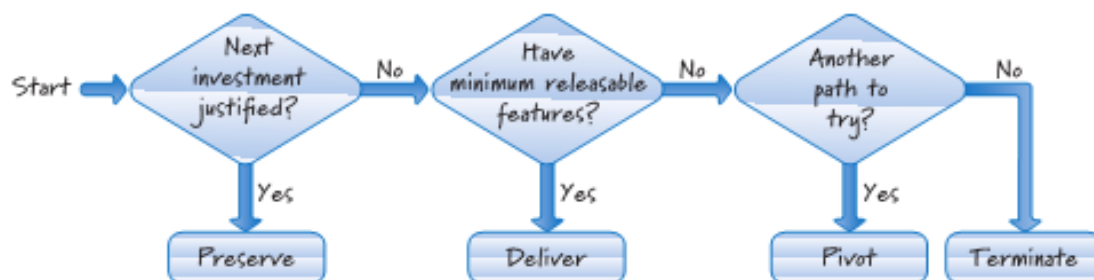 Start
Next
investment
justified?
No
Have
minimum releasable
features?
No
Another
path to
try?
No
Yes
Yes
Yes
Preserve
Deliver
Pivot
Terminate